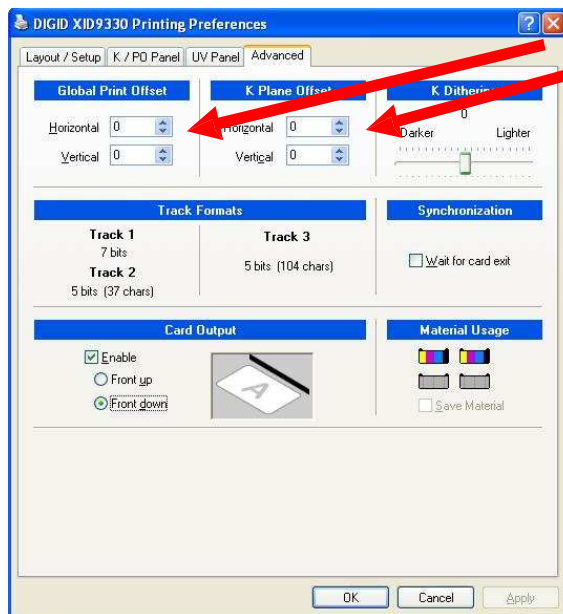 DIGID XID9330 Printing Preferences
Layout / Setup K / PO Panel UV Panel Advanced
Global Print Offset
Horizontal 0
Vertical 0
K Plane Offset
Horizontal 0
Vertical 0
K Dithering
0
Darker Lighter
Track Formats
Track 1
7 bits
Track 2
5 bits (37 chars)
Track 3
5 bits (104 chars)
Synchronization
Wait for card exit
Card Output
Enable
Front up
Front down
A
Material Usage
Save Material
OK Cancel Apply